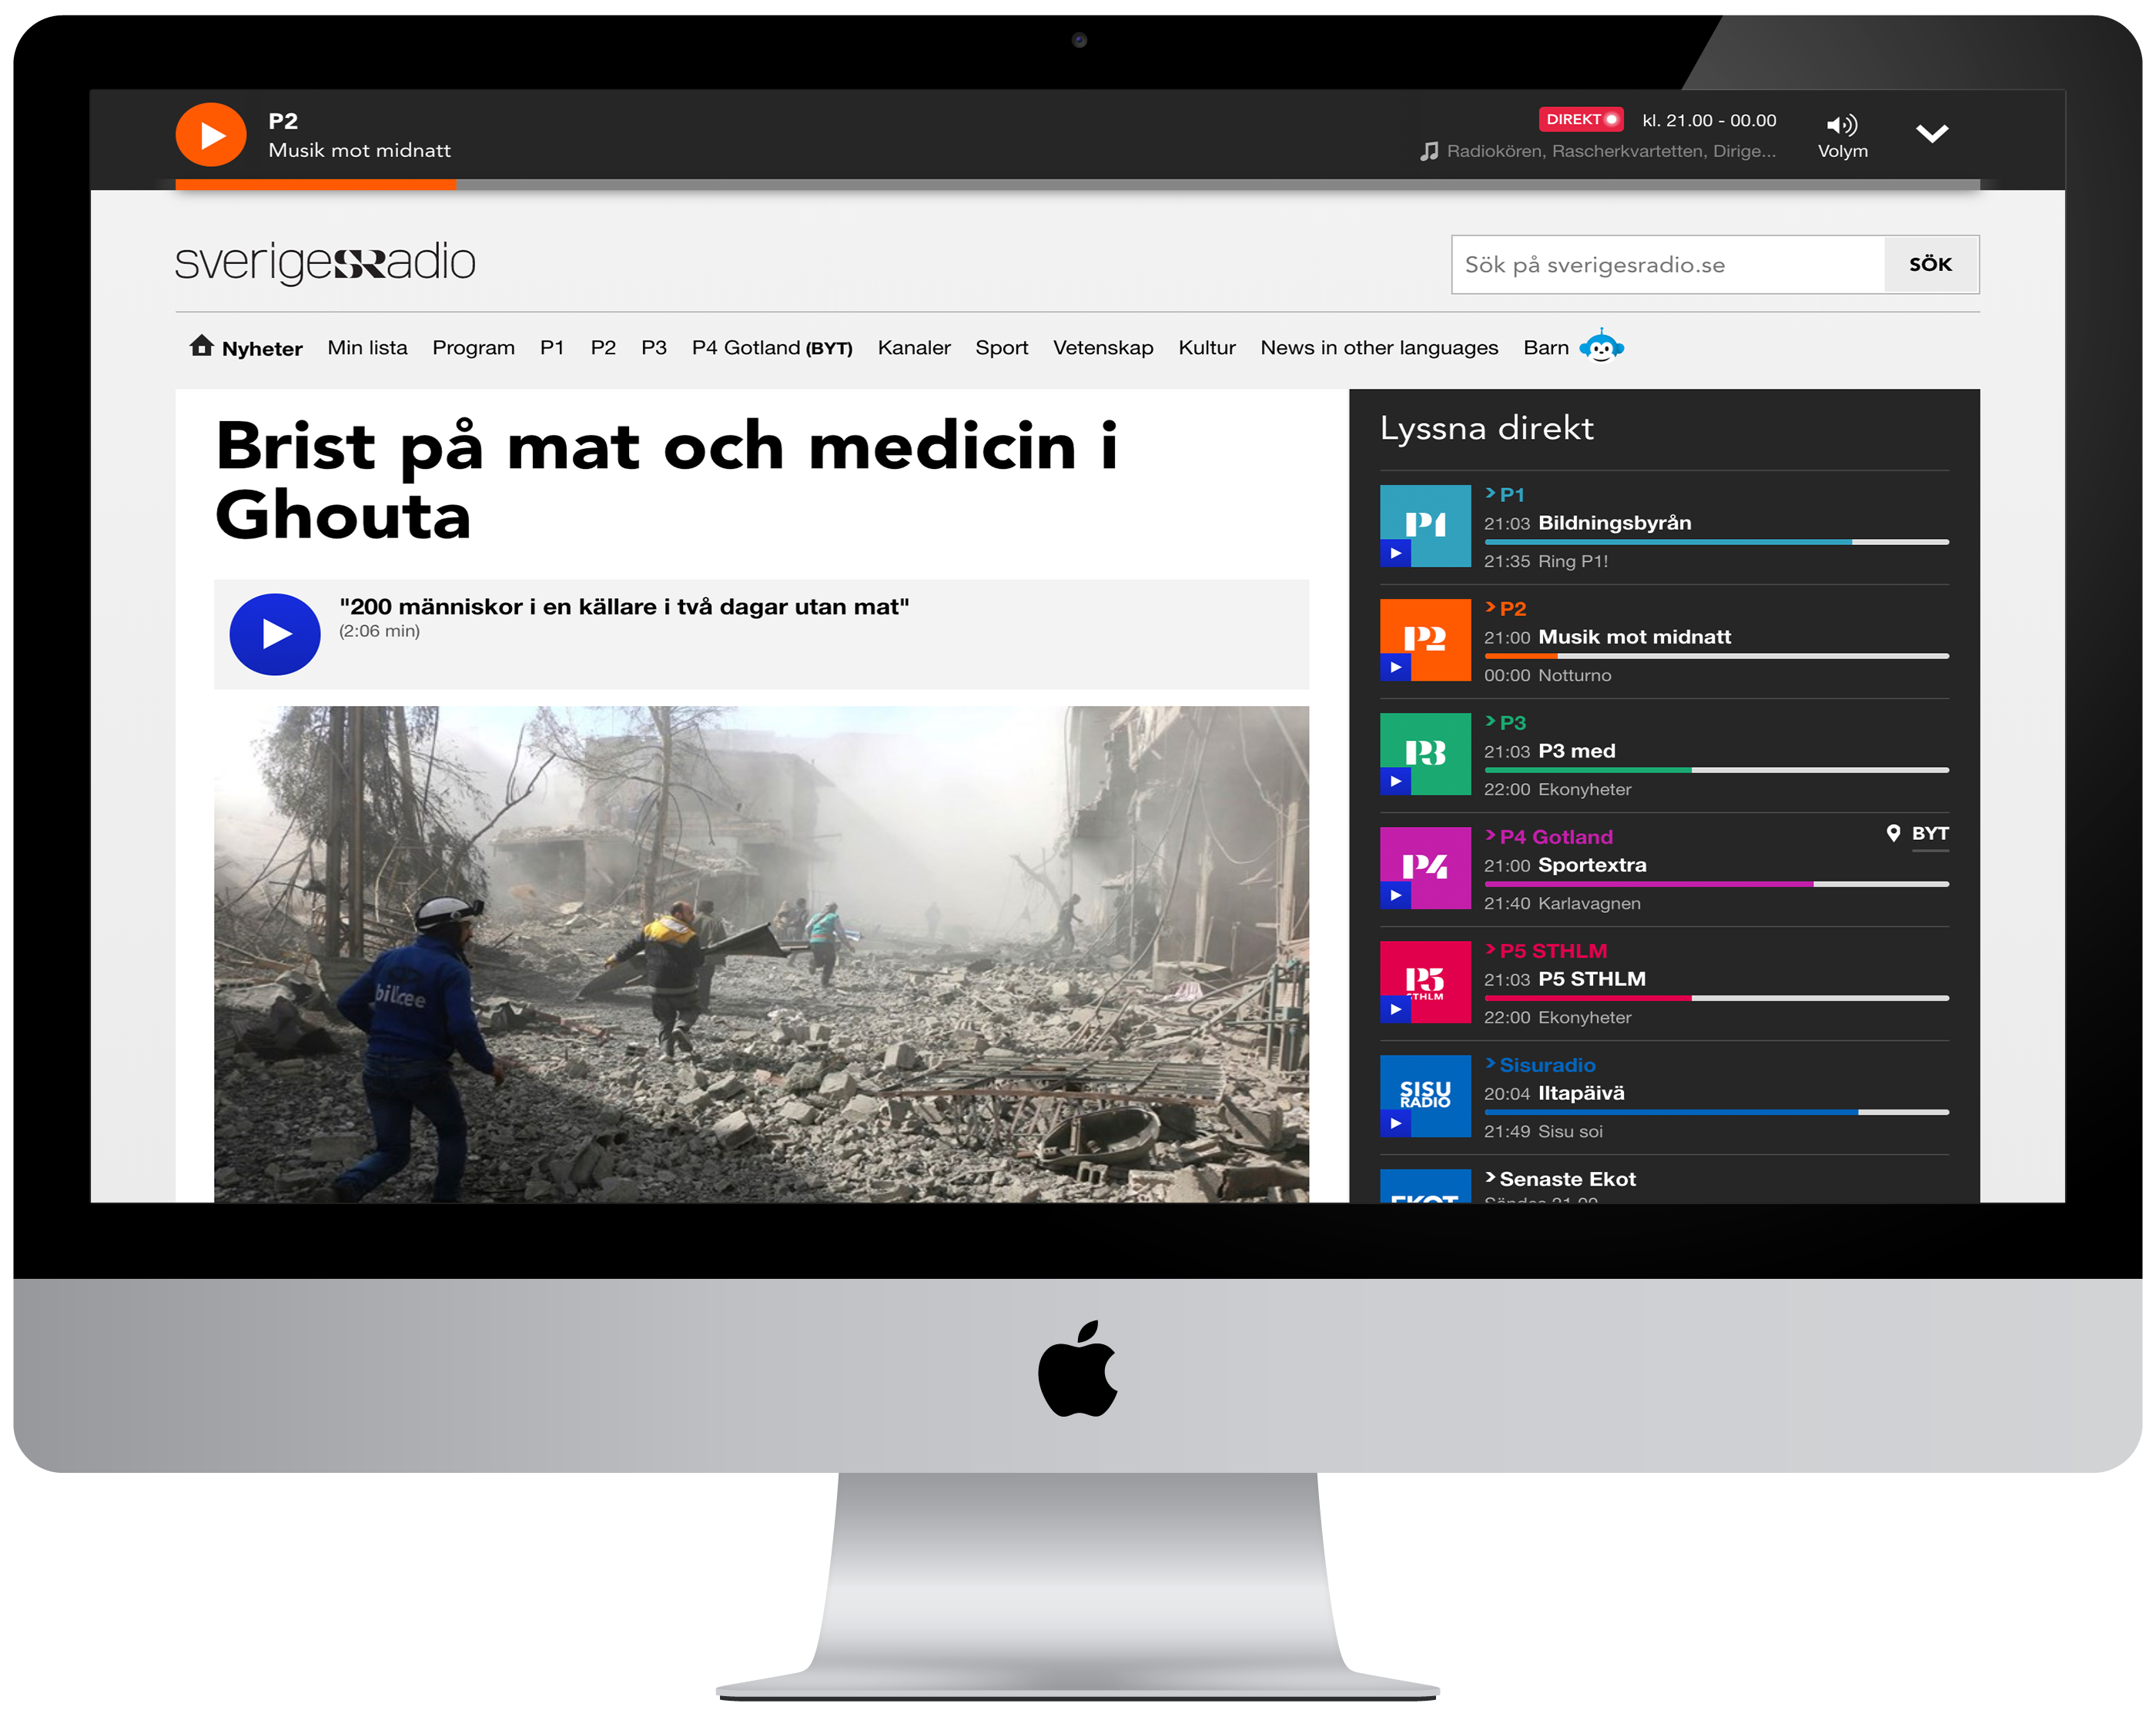 P2
Musik mot midnatt
DIREKT kl. 21.00 - 00.00
Radiokören, Rascherkvartetten, Dirige...
Volym
sverigesSRadio
Sök på sverigesradio.se
SÖK
Nyheter Min lista Program P1 P2 P3 P4 Gotland (BYT) Kanaler Sport Vetenskap Kultur News in other languages Barn
Brist på mat och medicin i
Ghouta
"200 människor i en källare i två dagar utan mat"
(2:06 min)
Lyssna direkt
P1
P1
21:03 Bildningsbyrån
21:35 Ring P1!
P2
P2
21:00 Musik mot midnatt
00:00 Notturno
P3
P3
21:03 P3 med
22:00 Ekonyheter
P4
P4 Gotland
BYT
21:00 Sportextra
21:40 Karlavagnen
P5
STHLM
P5 STHLM
21:03 P5 STHLM
22:00 Ekonyheter
SISU
RADIO
Sisuradio
20:04 Iltapäivä
21:49 Sisu soi
EKOT
Senaste Ekot